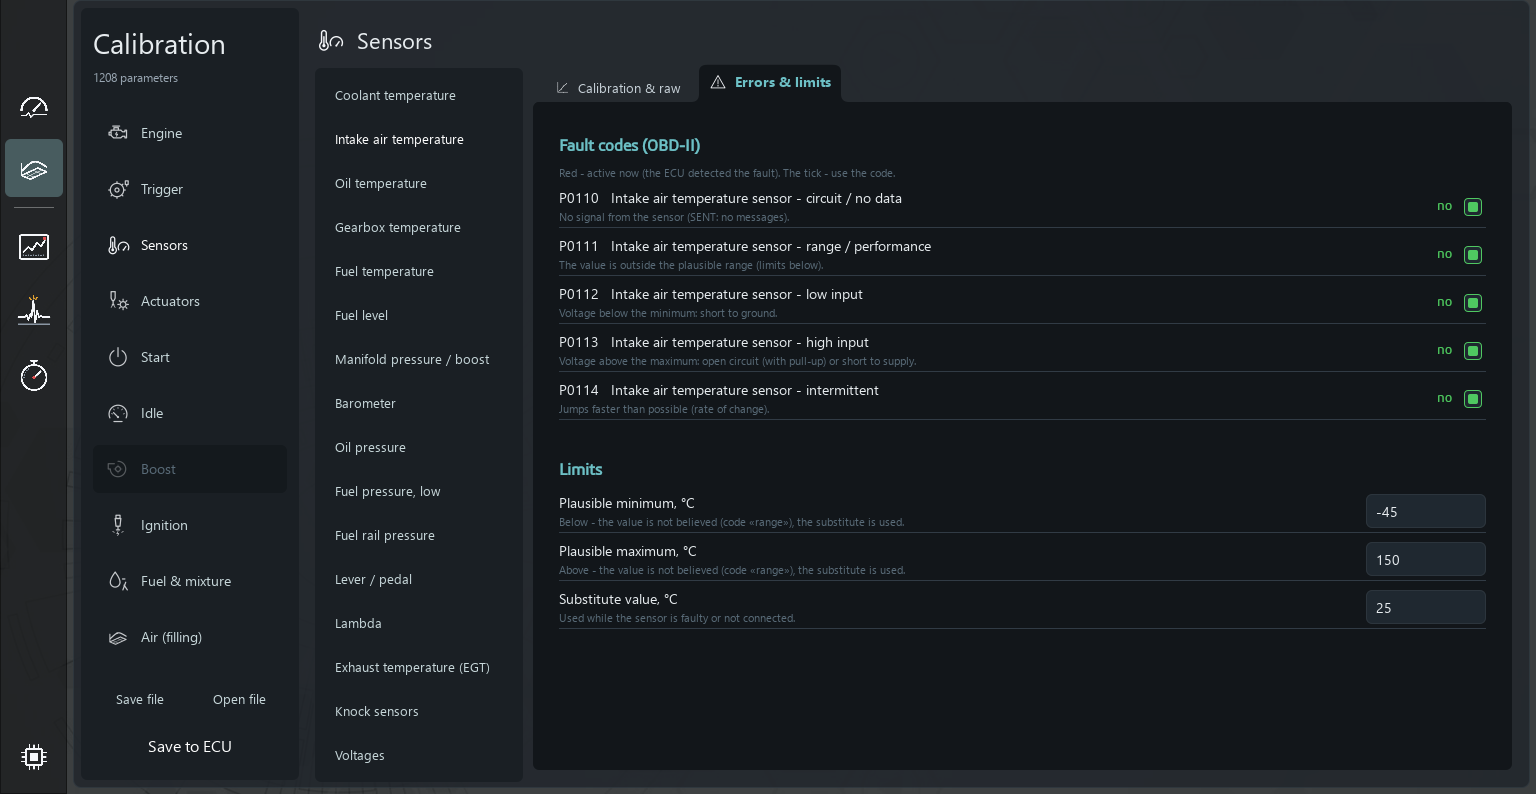 Calibration
1208 parameters
Engine
Trigger
Sensors
Actuators
Start
Idle
Boost
Ignition
Fuel & mixture
Air (filling)
Save file
Open file
Save to ECU
Sensors
Coolant temperature
Intake air temperature
Oil temperature
Gearbox temperature
Fuel temperature
Fuel level
Manifold pressure / boost
Barometer
Oil pressure
Fuel pressure, low
Fuel rail pressure
Lever / pedal
Lambda
Exhaust temperature (EGT)
Knock sensors
Voltages
Calibration & raw
Errors & limits
Fault codes (OBD-II)
Red - active now (the ECU detected the fault). The tick - use the code.
P0110 Intake air temperature sensor - circuit / no data
no
No signal from the sensor (SENT: no messages).
P0111 Intake air temperature sensor - range / performance
no
The value is outside the plausible range (limits below).
P0112 Intake air temperature sensor - low input
no
Voltage below the minimum: short to ground.
P0113 Intake air temperature sensor - high input
no
Voltage above the maximum: open circuit (with pull-up) or short to supply.
P0114 Intake air temperature sensor - intermittent
no
Jumps faster than possible (rate of change).
Limits
Plausible minimum, °C
-45
Below - the value is not believed (code «range»), the substitute is used.
Plausible maximum, °C
150
Above - the value is not believed (code «range»), the substitute is used.
Substitute value, °C
25
Used while the sensor is faulty or not connected.